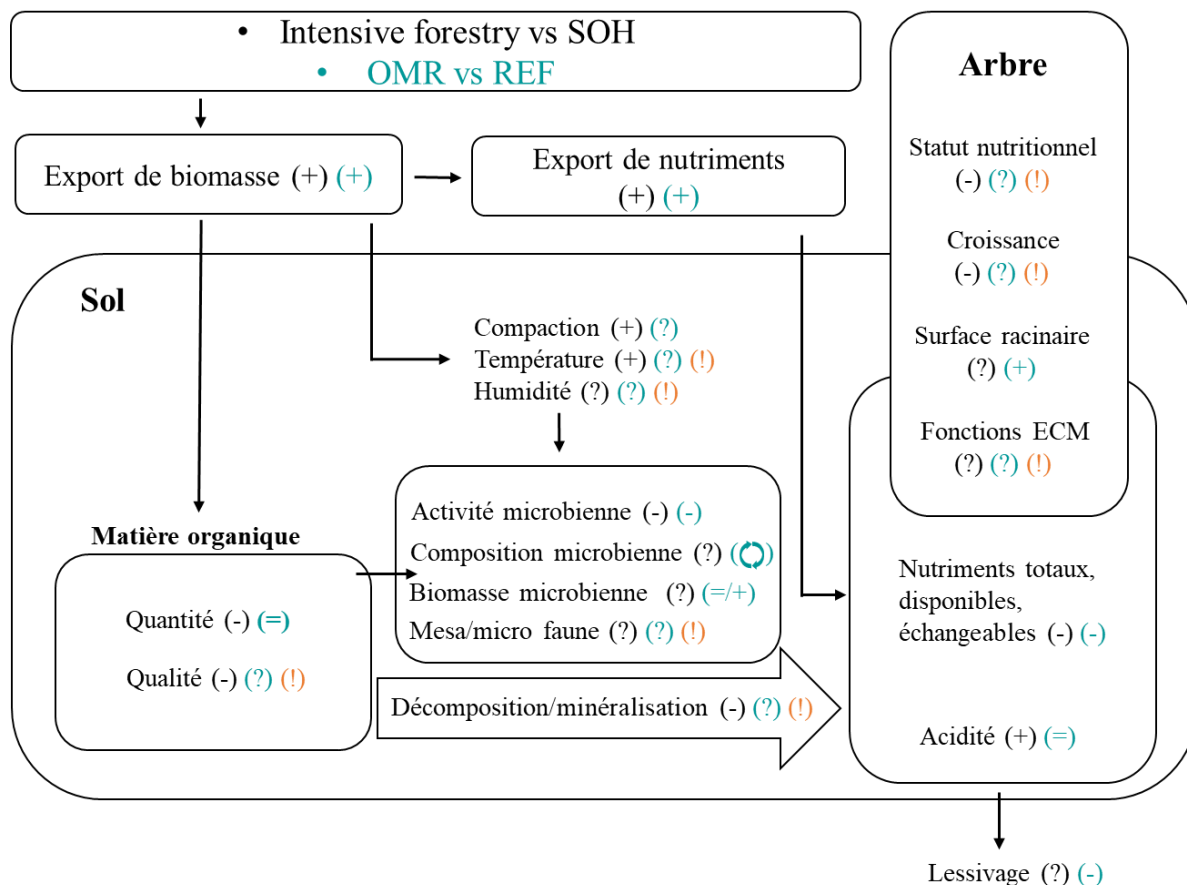 • Intensive forestry vs SOH
• OMR vs REF
Arbre
Export de biomasse (+) (+)
Export de nutriments
(+) (+)
Statut nutritionnel
(-) (?) (!)
Croissance
(-) (?) (!)
Surface racinaire
(?) (+)
Fonctions ECM
(?) (?) (!)
Sol
Compaction (+) (?)
Température (+) (?) (!)
Humidité (?) (?) (!)
Matière organique
Quantité (-) (=)
Qualité (-) (?) (!)
Activité microbienne (-) (-)
Composition microbienne (?) (🗘)
Biomasse microbienne (?) (=/+)
Mesa/micro faune (?) (?) (!)
Décomposition/minéralisation (-) (?) (!)
Nutriments totaux,
disponibles,
échangeables (-) (-)
Acidité (+) (=)
Lessivage (?) (-)